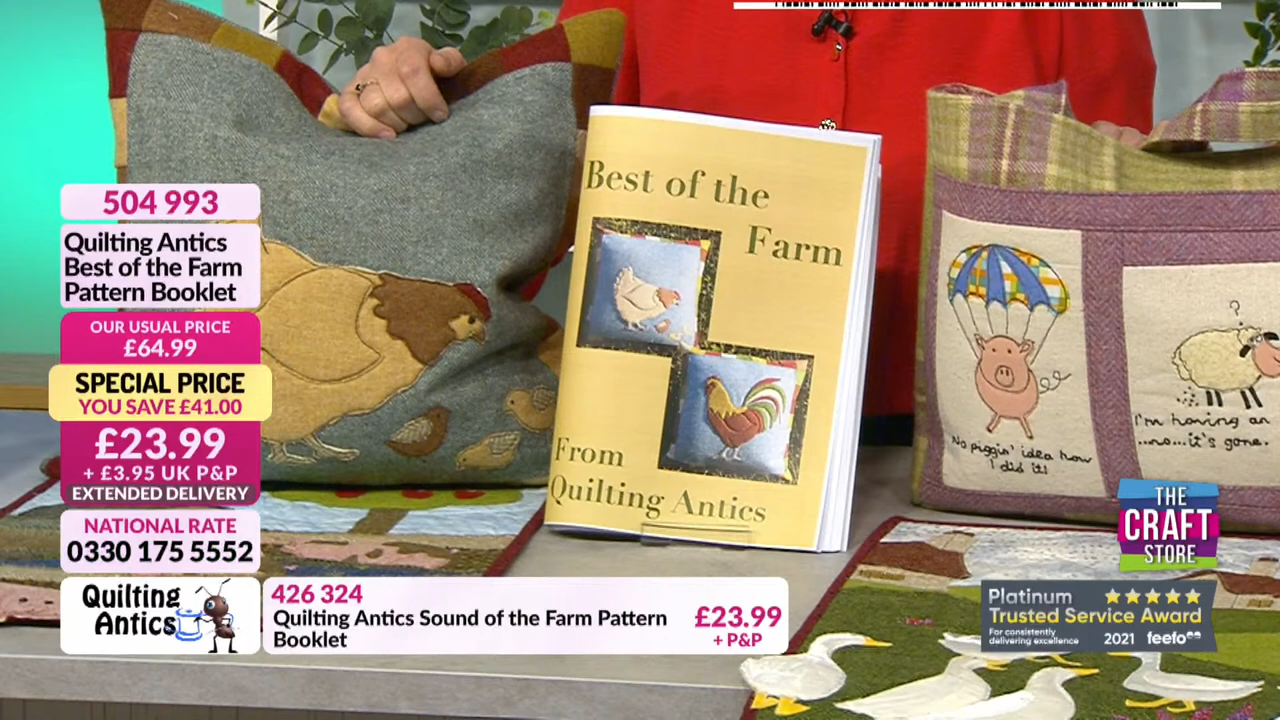 504 993
Quilting Antics
Best of the Farm
Pattern Booklet
OUR USUAL PRICE
£64.99
SPECIAL PRICE
YOU SAVE £41.00
£23.99
+ £3.95 UK P&P
EXTENDED DELIVERY
NATIONAL RATE
0330 175 5552
Quilting
Antics
426 324
Quilting Antics Sound of the Farm Pattern
Booklet
£23.99
+ P&P
Best of the
Farm
From
Quilting Antics
No piggin' idea how
I did it!
?
I'm having an
...no...it's gone.
THE
CRAFT
STORE
Platinum
Trusted Service Award
For consistently
delivering excellence
2021 feefo